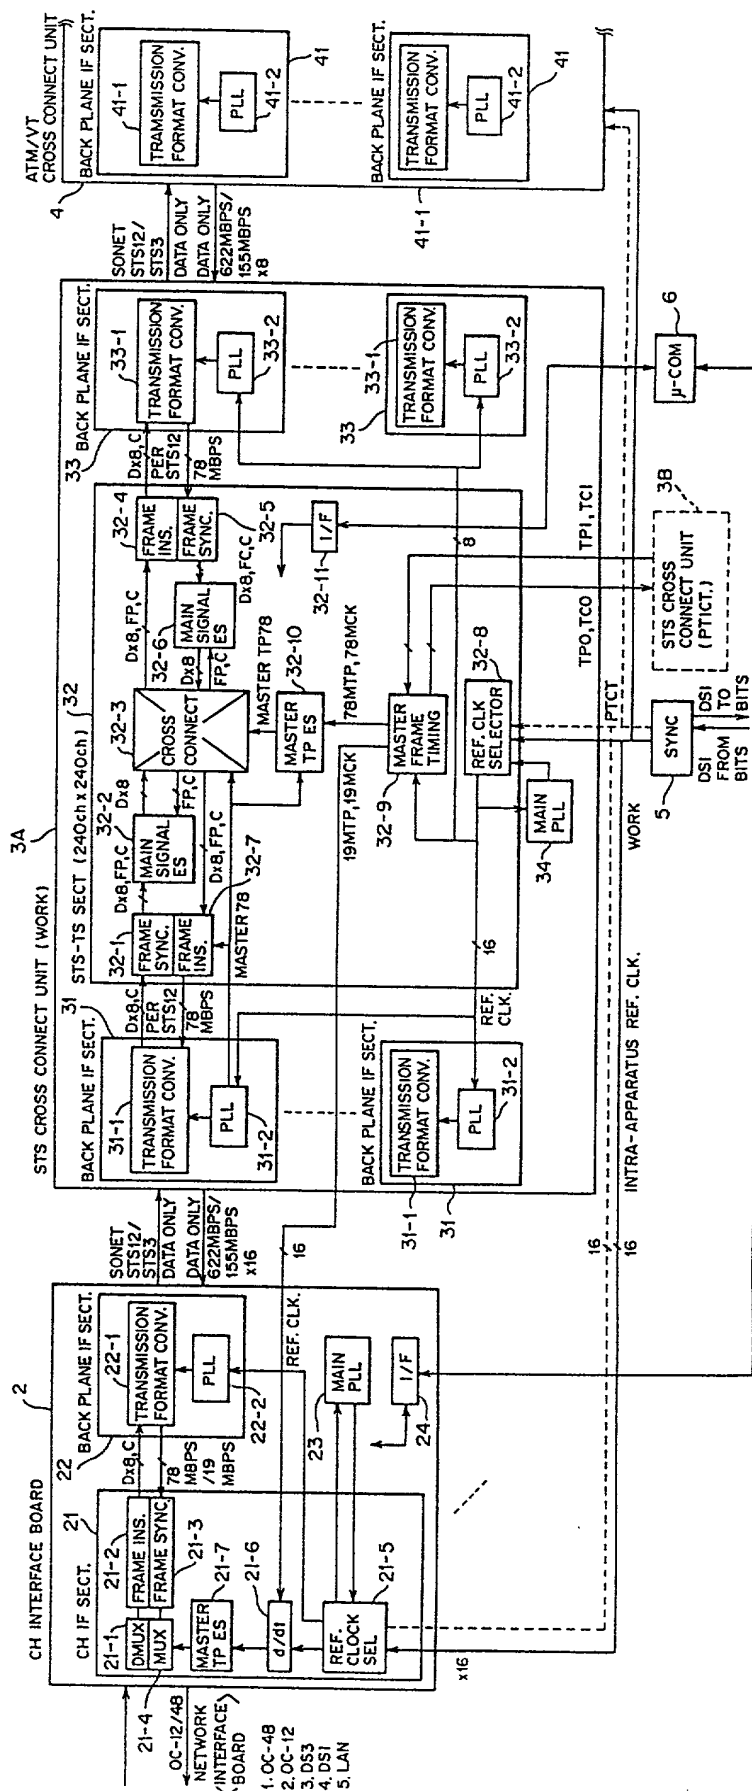 CH INTERFACE BOARD
2
CH IF SECT.
21
21-1
DMUX
MUX
21-4
21-2
FRAME INS.
FRAME SYNC.
21-3
21-7
MASTER
TP ES
21-6
d/dt
21-5
REF.
CLOCK
SEL
OC-12/48
NETWORK
INTERFACE
BOARD
1. OC-48
2. OC-12
3. DS3
4. DS1
5. LAN
Dx8,C
78
MBPS
/19
MBPS
BACK PLANE IF SECT.
22
22-1
TRANSMISSION
FORMAT CONV.
PLL
22-2
23
MAIN
PLL
I/F
24
x16
SONET
STS12/
STS3
DATA ONLY
DATA ONLY
622MBPS/
155MBPS
x16
REF. CLK.
16
16
16
STS CROSS CONNECT UNIT (WORK)
3A
BACK PLANE IF SECT.
31
31-1
TRANSMISSION
FORMAT CONV.
PLL
31-2
BACK PLANE IF SECT.
31-1
TRANSMISSION
FORMAT CONV.
PLL
31-2
31
Dx8,C
PER
STS12
78
MBPS
STS-TS SECT (240ch x 240ch)
32
32-1
FRAME
SYNC.
FRAME
INS.
32-7
MASTER78
Dx8,FP,C
32-2
MAIN
SIGNAL
ES
Dx8
FP,C
Dx8,FP,C
32-3
CROSS
CONNECT
Dx8,FP,C
32-4
FRAME
INS.
FRAME
SYNC.
32-5
Dx8,FC,C
32-6
MAIN
SIGNAL
ES
Dx8
FP,C
MASTER TP78
32-10
MASTER
TP ES
32-11
I/F
78MTP,78MCK
19MTP,19MCK
32-9
MASTER
FRAME
TIMING
32-8
REF. CLK
SELECTOR
MAIN
PLL
34
REF.
CLK.
16
8
Dx8,C
PER
STS12
78
MBPS
BACK PLANE IF SECT.
33
33-1
TRANSMISSION
FORMAT CONV.
PLL
33-2
33-1
TRANSMISSION
FORMAT CONV.
33
PLL
33-2
SONET
STS12/
STS3
DATA ONLY
DATA ONLY
622MBPS/
155MBPS
x8
ATM/VT
CROSS CONNECT UNIT
4
BACK PLANE IF SECT.
41-1
TRANSMISSION
FORMAT CONV.
PLL
41-2
41
BACK PLANE IF SECT.
41-1
TRANSMISSION
FORMAT CONV.
PLL
41-2
41
TPO,TCO
TPI,TCI
PTCT
WORK
INTRA-APPARATUS REF. CLK.
SYNC
5
DSI
FROM
BITS
DSI
TO
BITS
3B
STS CROSS
CONNECT UNIT
(PTICT.)
6
μ-COM